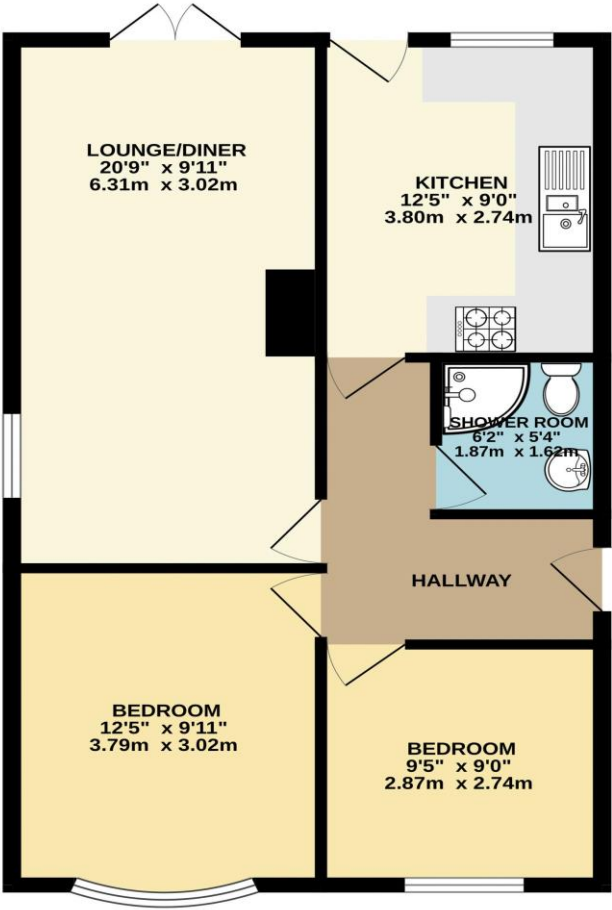 LOUNGE/DINER
20'9" x 9'11"
6.31m x 3.02m
KITCHEN
12'5" x 9'0"
3.80m x 2.74m
SHOWER ROOM
6'2" x 5'4"
1.87m x 1.62m
HALLWAY
BEDROOM
12'5" x 9'11"
3.79m x 3.02m
BEDROOM
9'5" x 9'0"
2.87m x 2.74m